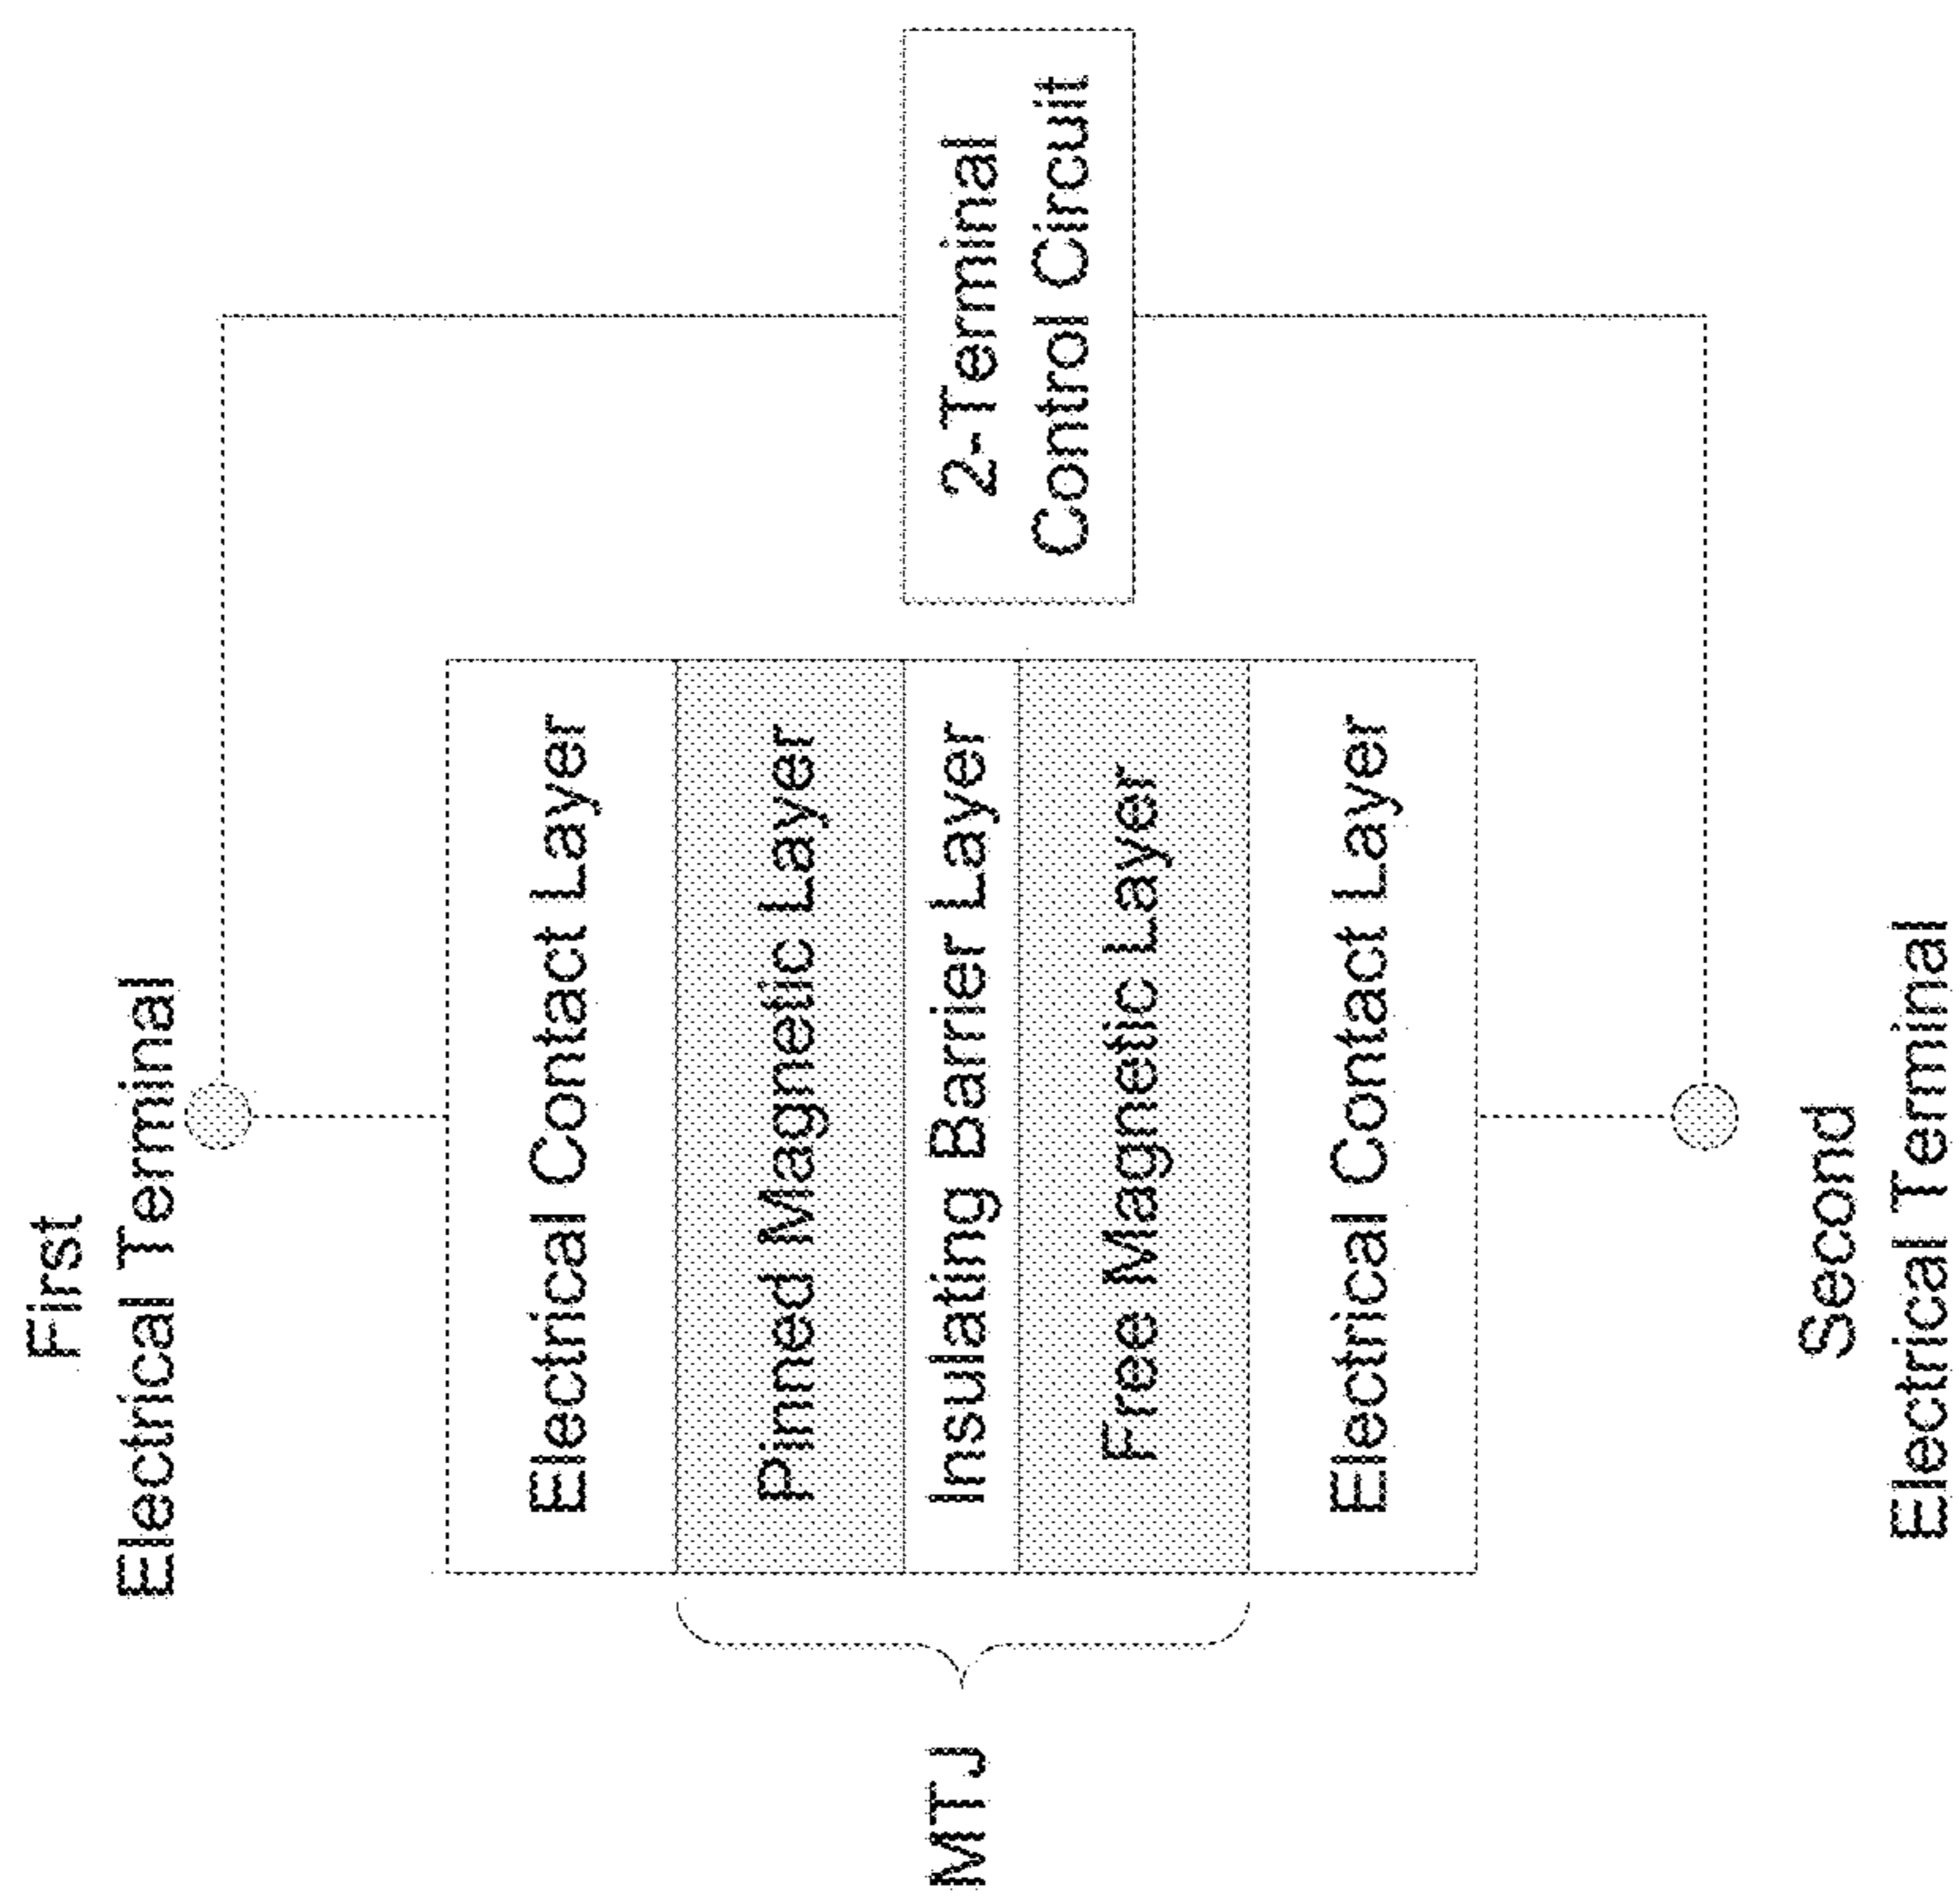 First
Electrical Terminal
Electrical Contact Layer
Pinned Magnetic Layer
MTJ
Insulating Barrier Layer
2-Terminal
Control Circuit
Free Magnetic Layer
Electrical Contact Layer
Second
Electrical Terminal